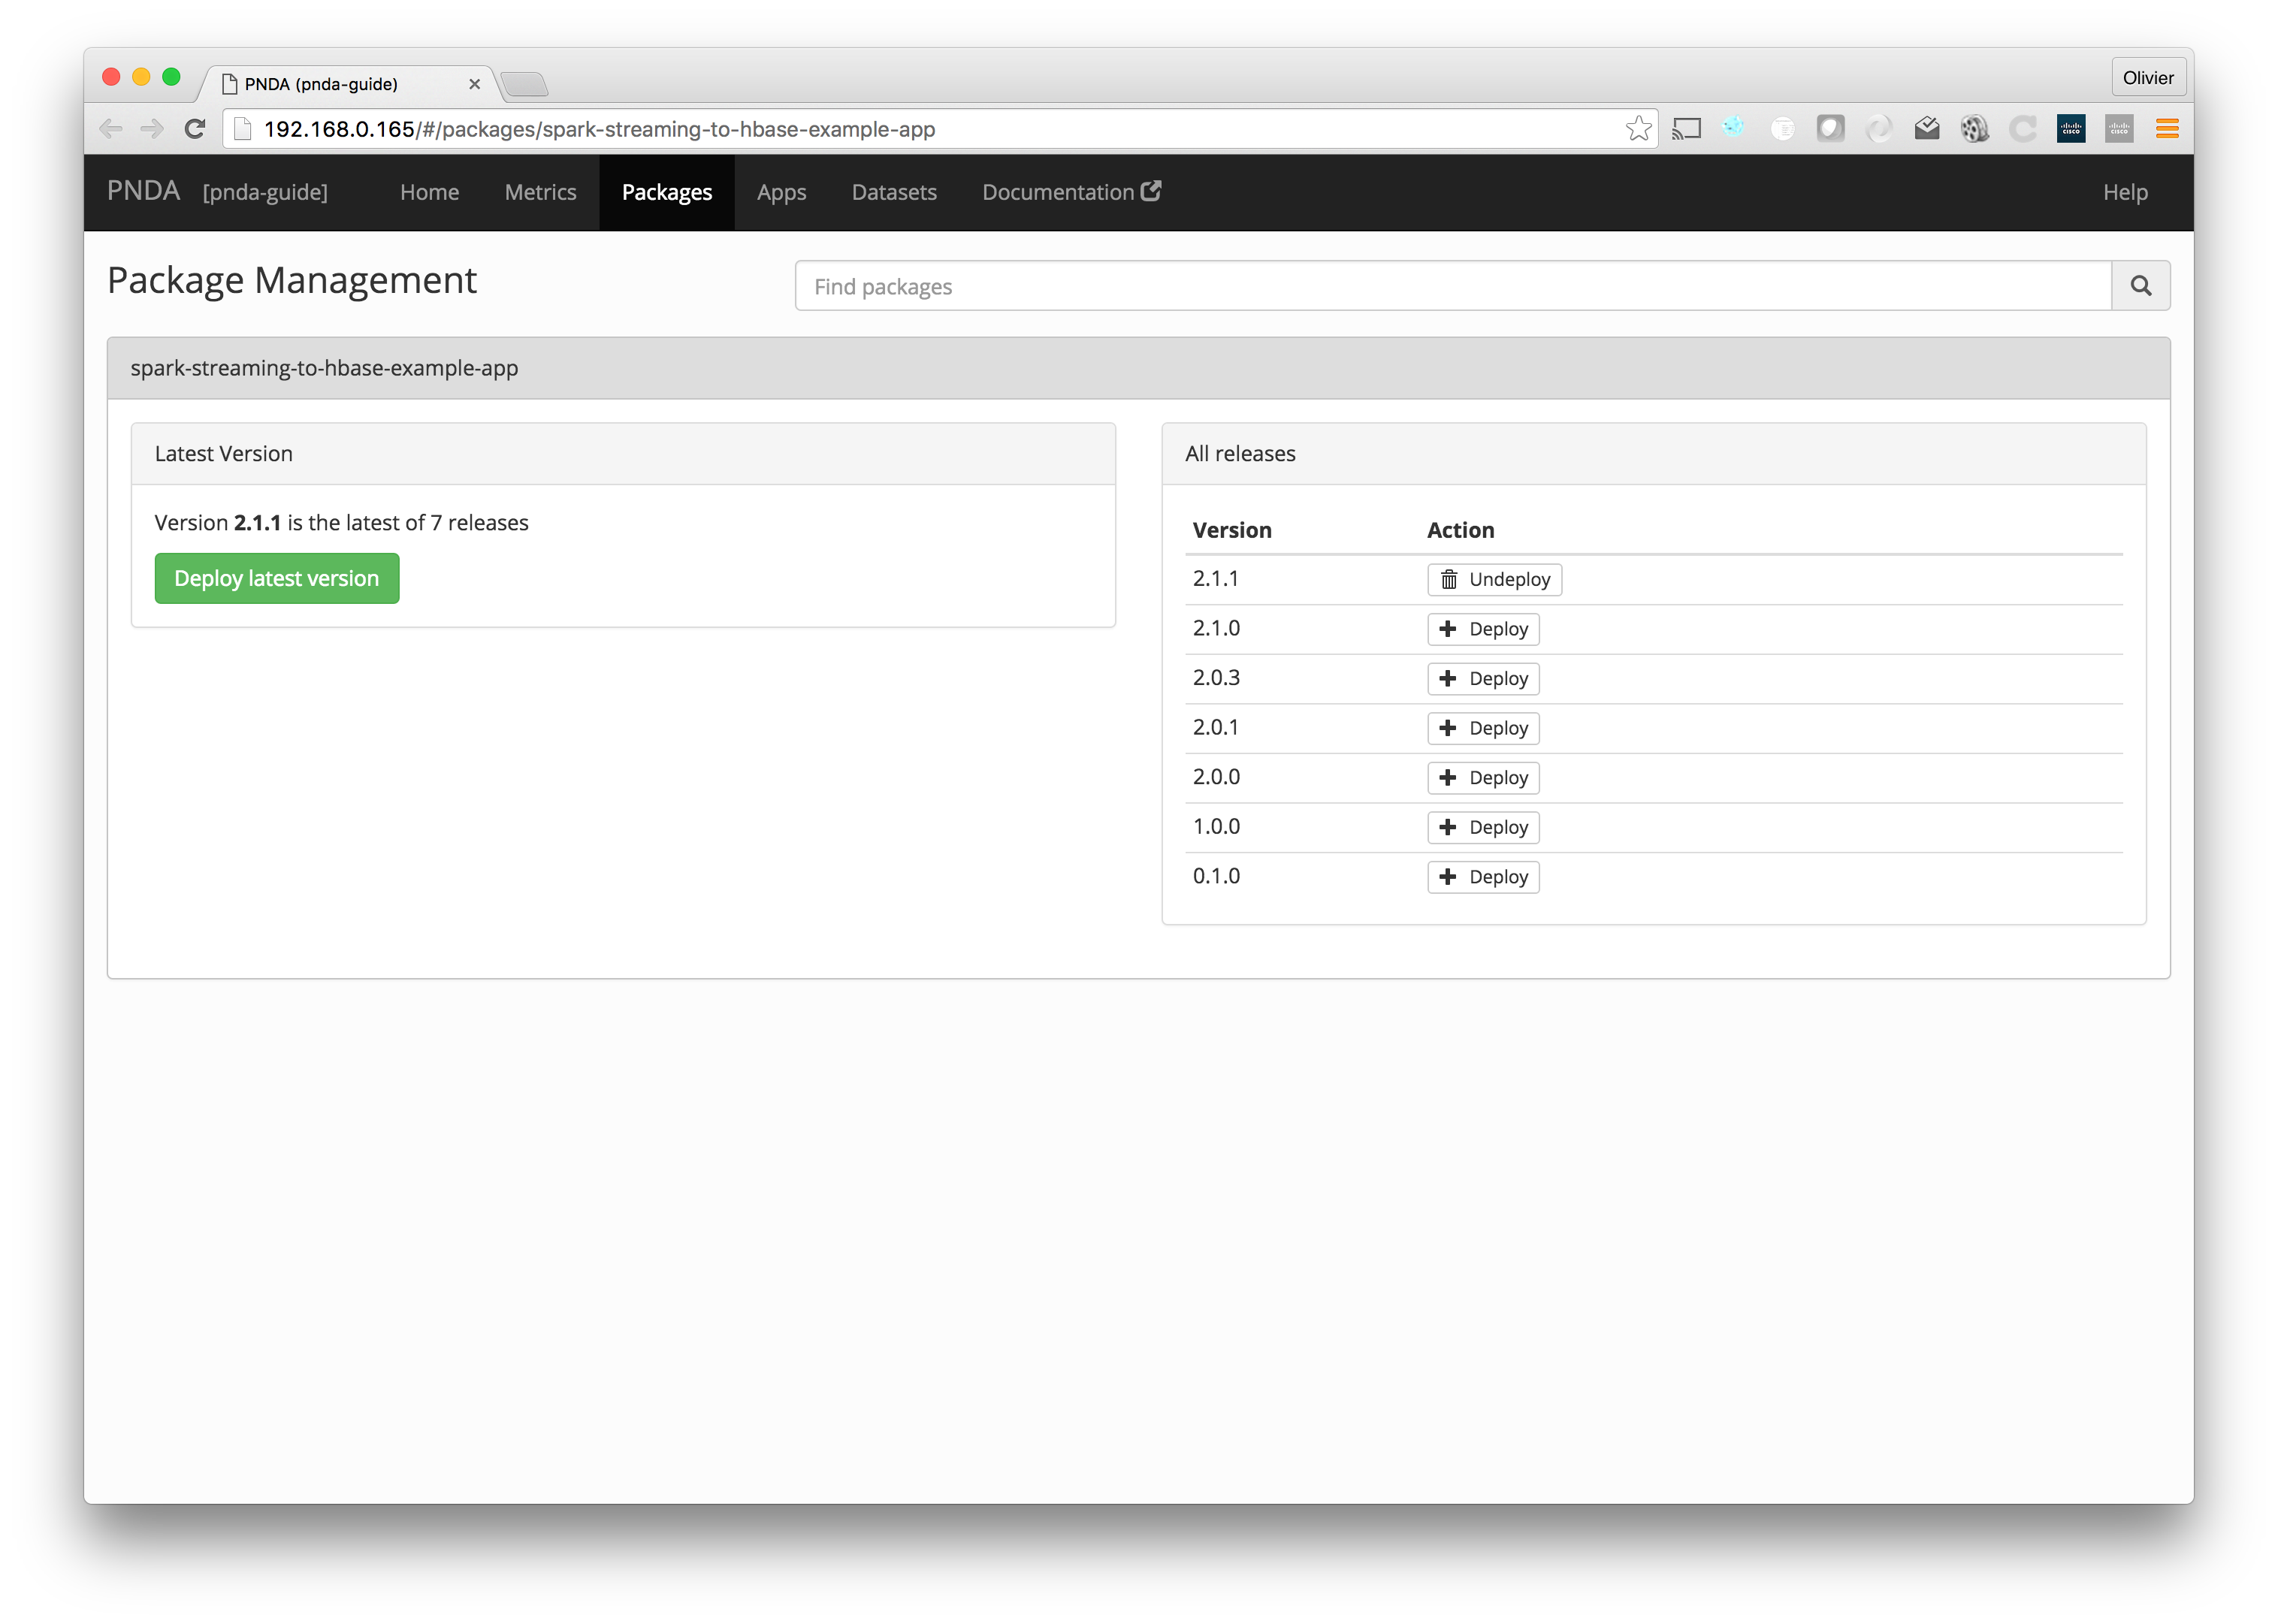 PNDA (pnda-guide)
Olivier
192.168.0.165/#/packages/spark-streaming-to-hbase-example-app
CISCO CISCO
PNDA [pnda-guide] Home Metrics Packages Apps Datasets Documentation Help
Package Management
Find packages
spark-streaming-to-hbase-example-app
Latest Version
Version 2.1.1 is the latest of 7 releases
Deploy latest version
All releases
Version Action
2.1.1 Undeploy
2.1.0 Deploy
2.0.3 Deploy
2.0.1 Deploy
2.0.0 Deploy
1.0.0 Deploy
0.1.0 Deploy